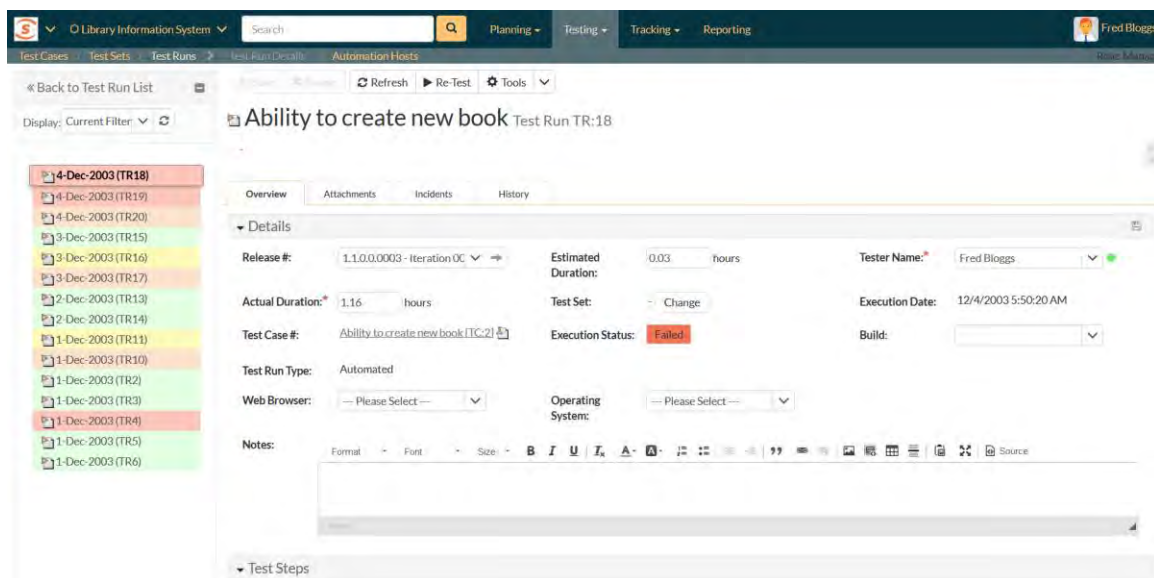 Library Information System Search Planning Testing Tracking Reporting Fred Bloggs
Test Cases Test Sets Test Runs Test Run Details Automation Hosts
« Back to Test Run List
Refresh Re-Test Tools
Display: Current Filter
Ability to create new book Test Run TR:18
4-Dec-2003 (TR18)
4-Dec-2003 (TR19)
4-Dec-2003 (TR20)
3-Dec-2003 (TR15)
3-Dec-2003 (TR16)
3-Dec-2003 (TR17)
2-Dec-2003 (TR13)
2-Dec-2003 (TR14)
1-Dec-2003 (TR11)
1-Dec-2003 (TR10)
1-Dec-2003 (TR2)
1-Dec-2003 (TR3)
1-Dec-2003 (TR4)
1-Dec-2003 (TR5)
1-Dec-2003 (TR6)
Overview Attachments Incidents History
Details
Release #: 1.1.0.0.0003 - Iteration 00 Estimated Duration: 0.03 hours Tester Name:* Fred Bloggs
Actual Duration:* 1.16 hours Test Set: - Change Execution Date: 12/4/2003 5:50:20 AM
Test Case #: Ability to create new book [TC:2] Execution Status: Failed Build:
Test Run Type: Automated
Web Browser: --- Please Select --- Operating System: --- Please Select ---
Notes:
Format Font Size B I U Source
Test Steps